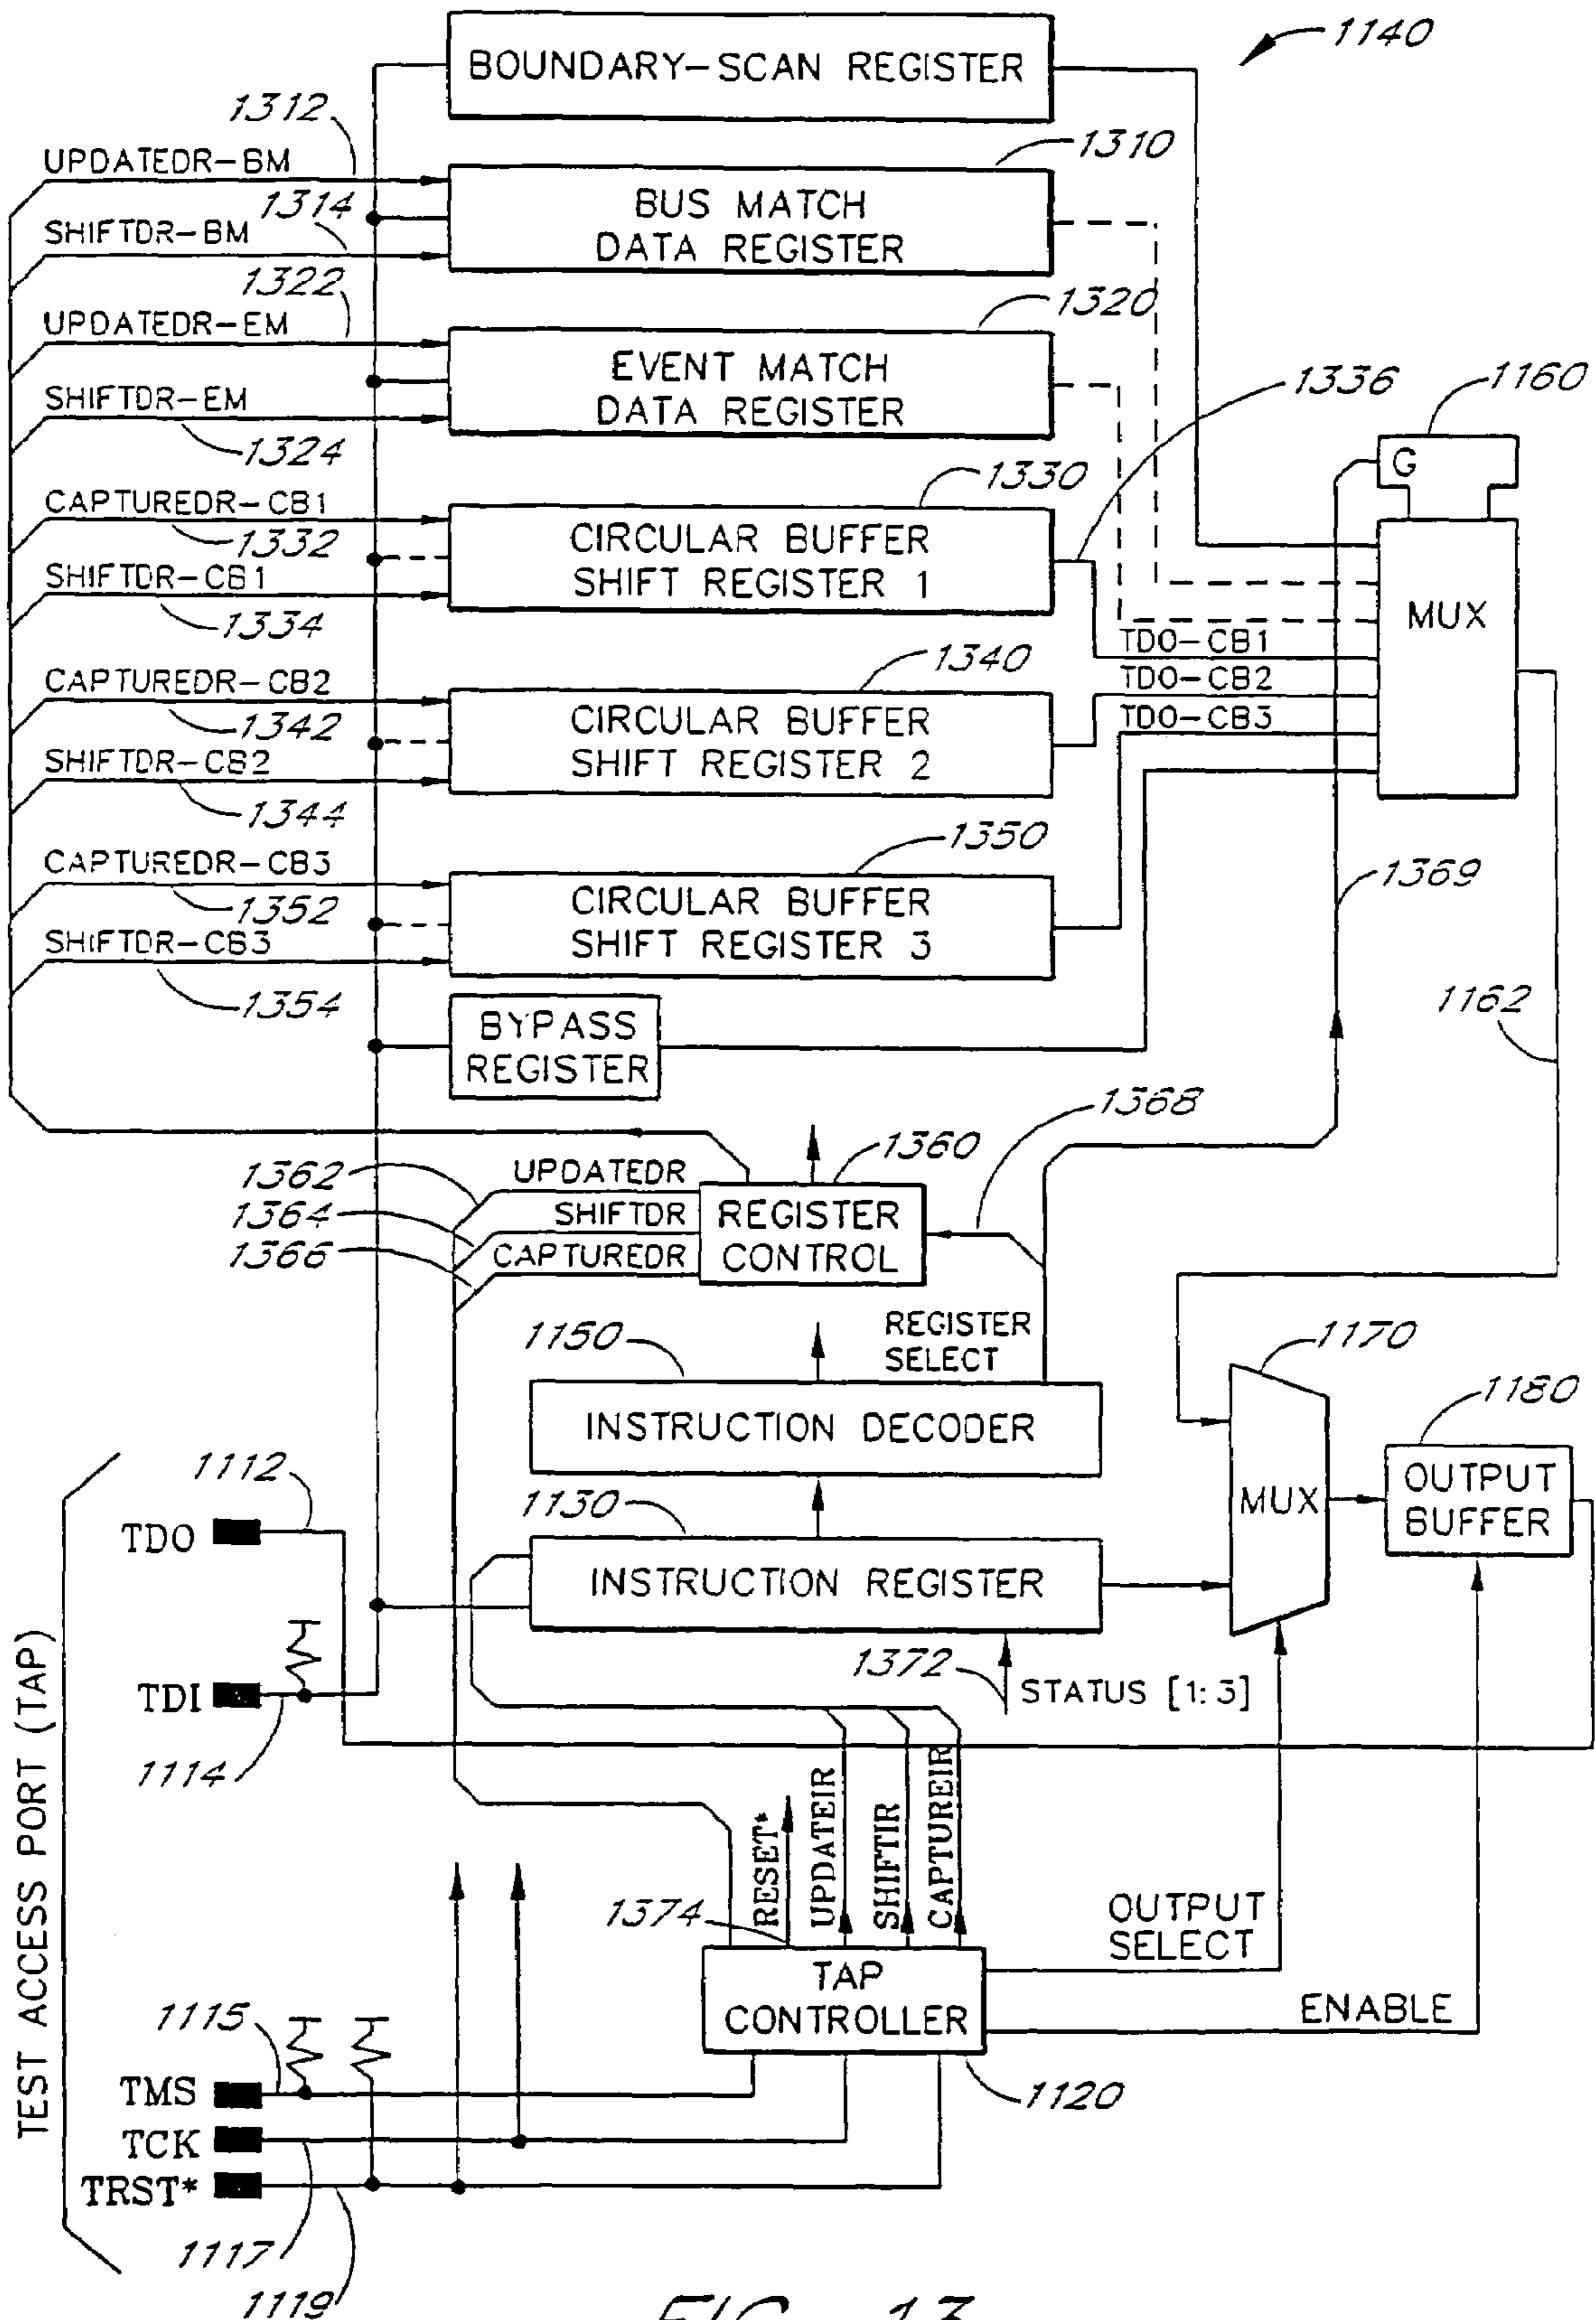 1140
BOUNDARY-SCAN REGISTER
1312
1310
UPDATEDR-BM
BUS MATCH
DATA REGISTER
1314
SHIFTDR-BM
1322
1320
UPDATEDR-EM
EVENT MATCH
DATA REGISTER
1336
1160
SHIFTDR-EM
1324
G
1330
CAPTUREDR-CB1
1332
CIRCULAR BUFFER
SHIFT REGISTER 1
SHIFTDR-CB1
1334
MUX
TDO-CB1
1340
TDO-CB2
CAPTUREDR-CB2
1342
CIRCULAR BUFFER
SHIFT REGISTER 2
TDO-CB3
SHIFTDR-CB2
1344
1350
CAPTUREDR-CB3
1352
CIRCULAR BUFFER
SHIFT REGISTER 3
1369
SHIFTDR-CB3
1354
1162
BYPASS
REGISTER
1368
1360
1362
UPDATEDR
1364
SHIFTDR
1366
CAPTUREDR
REGISTER
CONTROL
1150
REGISTER
SELECT
1170
1180
INSTRUCTION DECODER
1112
TDO
1130
MUX
OUTPUT
BUFFER
INSTRUCTION REGISTER
1372
STATUS [1:3]
TDI
1114
TEST ACCESS PORT (TAP)
RESET*
UPDATEIR
SHIFTIR
CAPTUREIR
1374
OUTPUT
SELECT
TAP
CONTROLLER
ENABLE
1115
1120
TMS
TCK
TRST*
1117
1119
FIG. 13